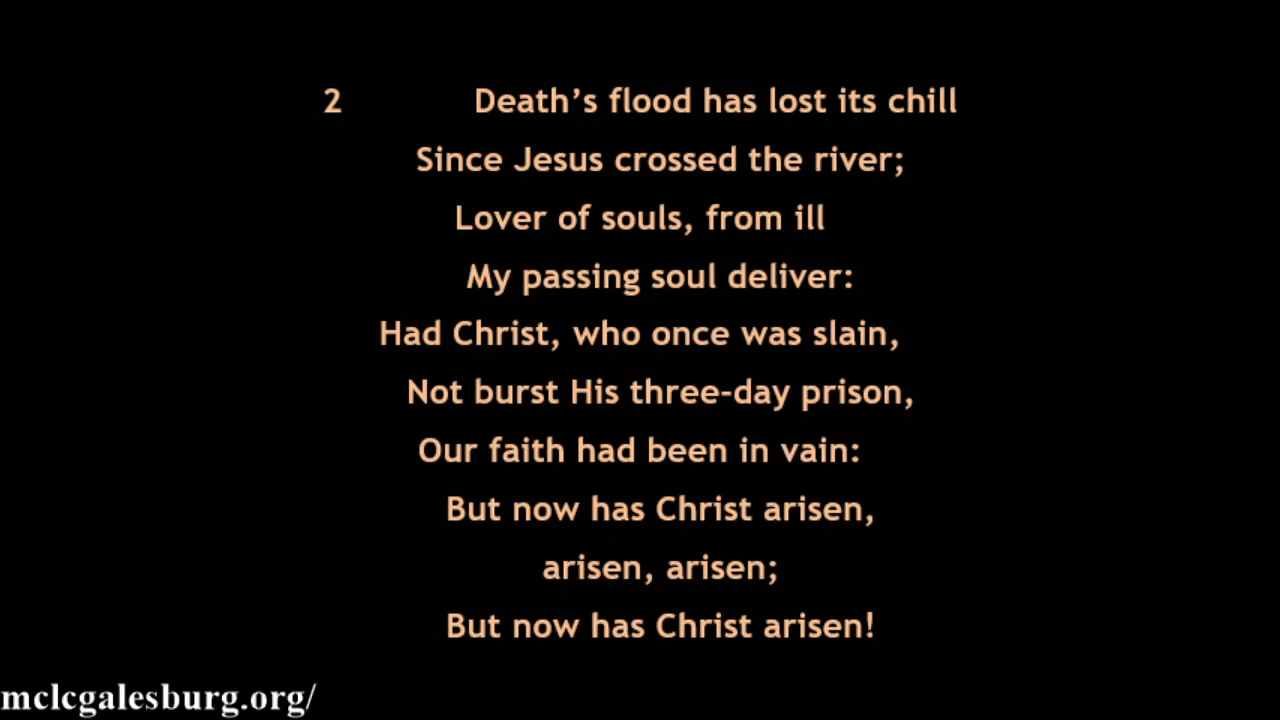 2 Death's flood has lost its chill
Since Jesus crossed the river;
Lover of souls, from ill
My passing soul deliver:
Had Christ, who once was slain,
Not burst His three-day prison,
Our faith had been in vain:
But now has Christ arisen,
arisen, arisen;
But now has Christ arisen!
mclcgalesburg.org/